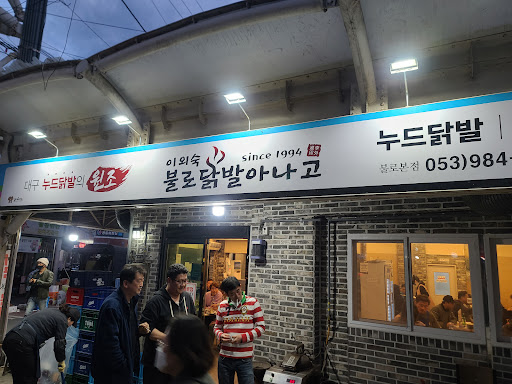 대구 누드닭발의 원조
이외숙
since 1994
불로닭발아나고
누드닭발
불로본점 053)984-